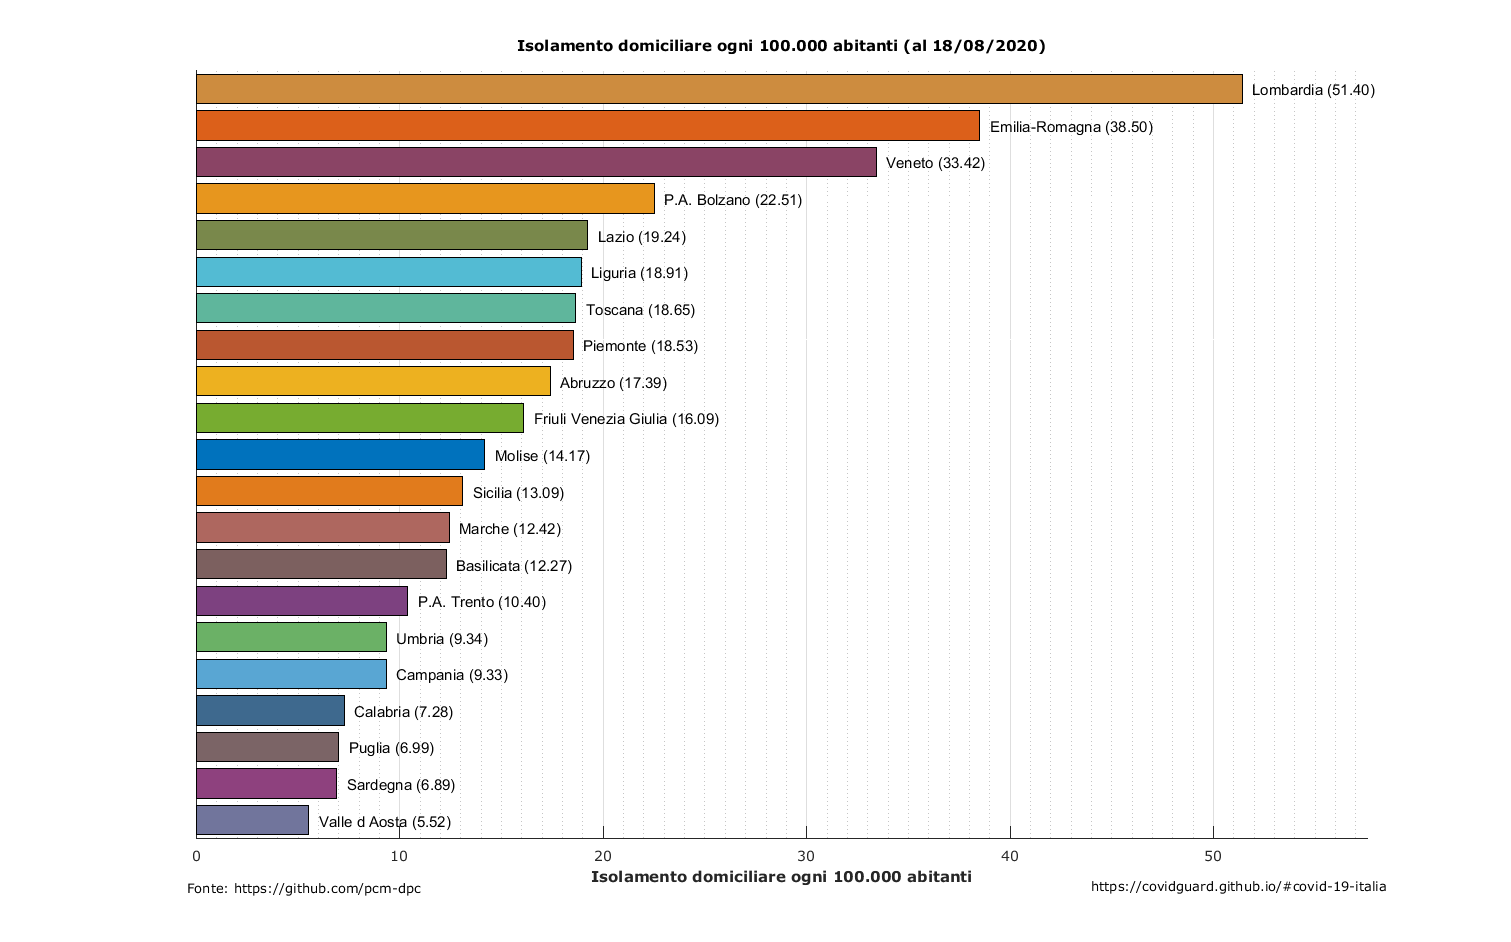 Isolamento domiciliare ogni 100.000 abitanti (al 18/08/2020)
Lombardia (51.40)
Emilia-Romagna (38.50)
Veneto (33.42)
P.A. Bolzano (22.51)
Lazio (19.24)
Liguria (18.91)
Toscana (18.65)
Piemonte (18.53)
Abruzzo (17.39)
Friuli Venezia Giulia (16.09)
Molise (14.17)
Sicilia (13.09)
Marche (12.42)
Basilicata (12.27)
P.A. Trento (10.40)
Umbria (9.34)
Campania (9.33)
Calabria (7.28)
Puglia (6.99)
Sardegna (6.89)
Valle d Aosta (5.52)
0 10 20 30 40 50
Isolamento domiciliare ogni 100.000 abitanti
Fonte: https://github.com/pcm-dpc
https://covidguard.github.io/#covid-19-italia